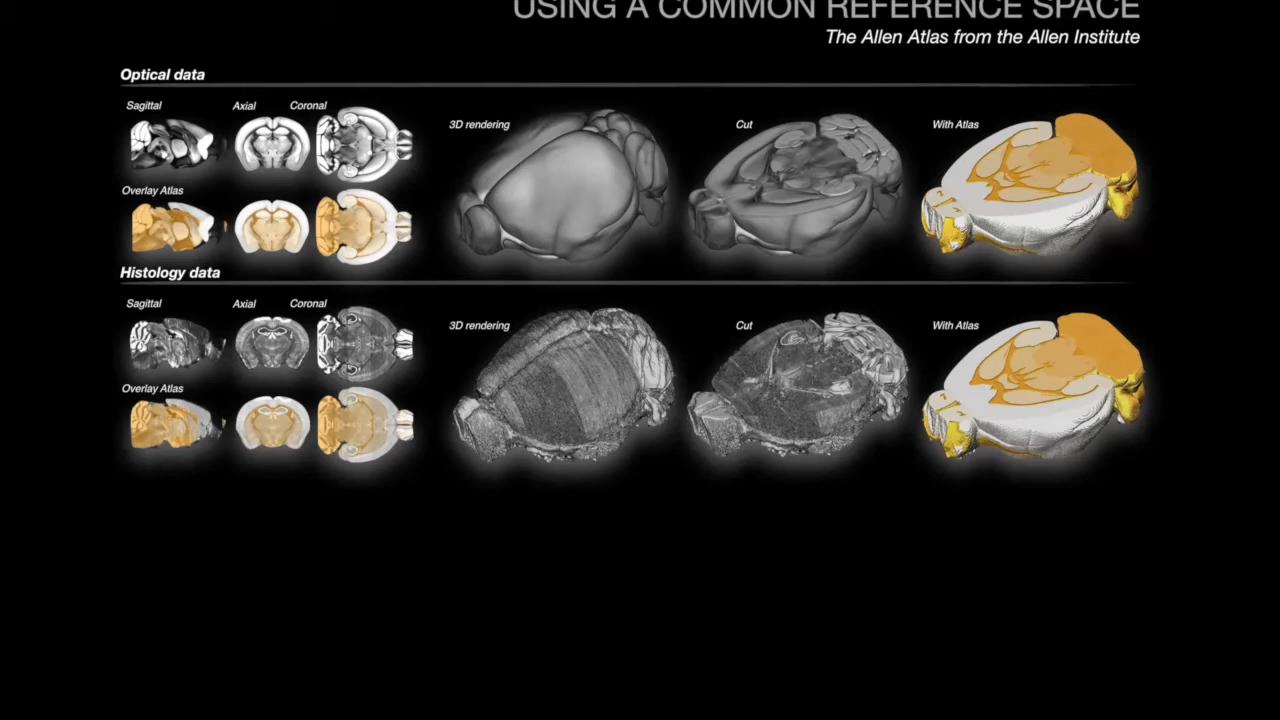 USING A COMMON REFERENCE SPACE
The Allen Atlas from the Allen Institute
Optical data
Sagittal Axial Coronal
3D rendering Cut With Atlas
Overlay Atlas
Histology data
Sagittal Axial Coronal
3D rendering Cut With Atlas
Overlay Atlas